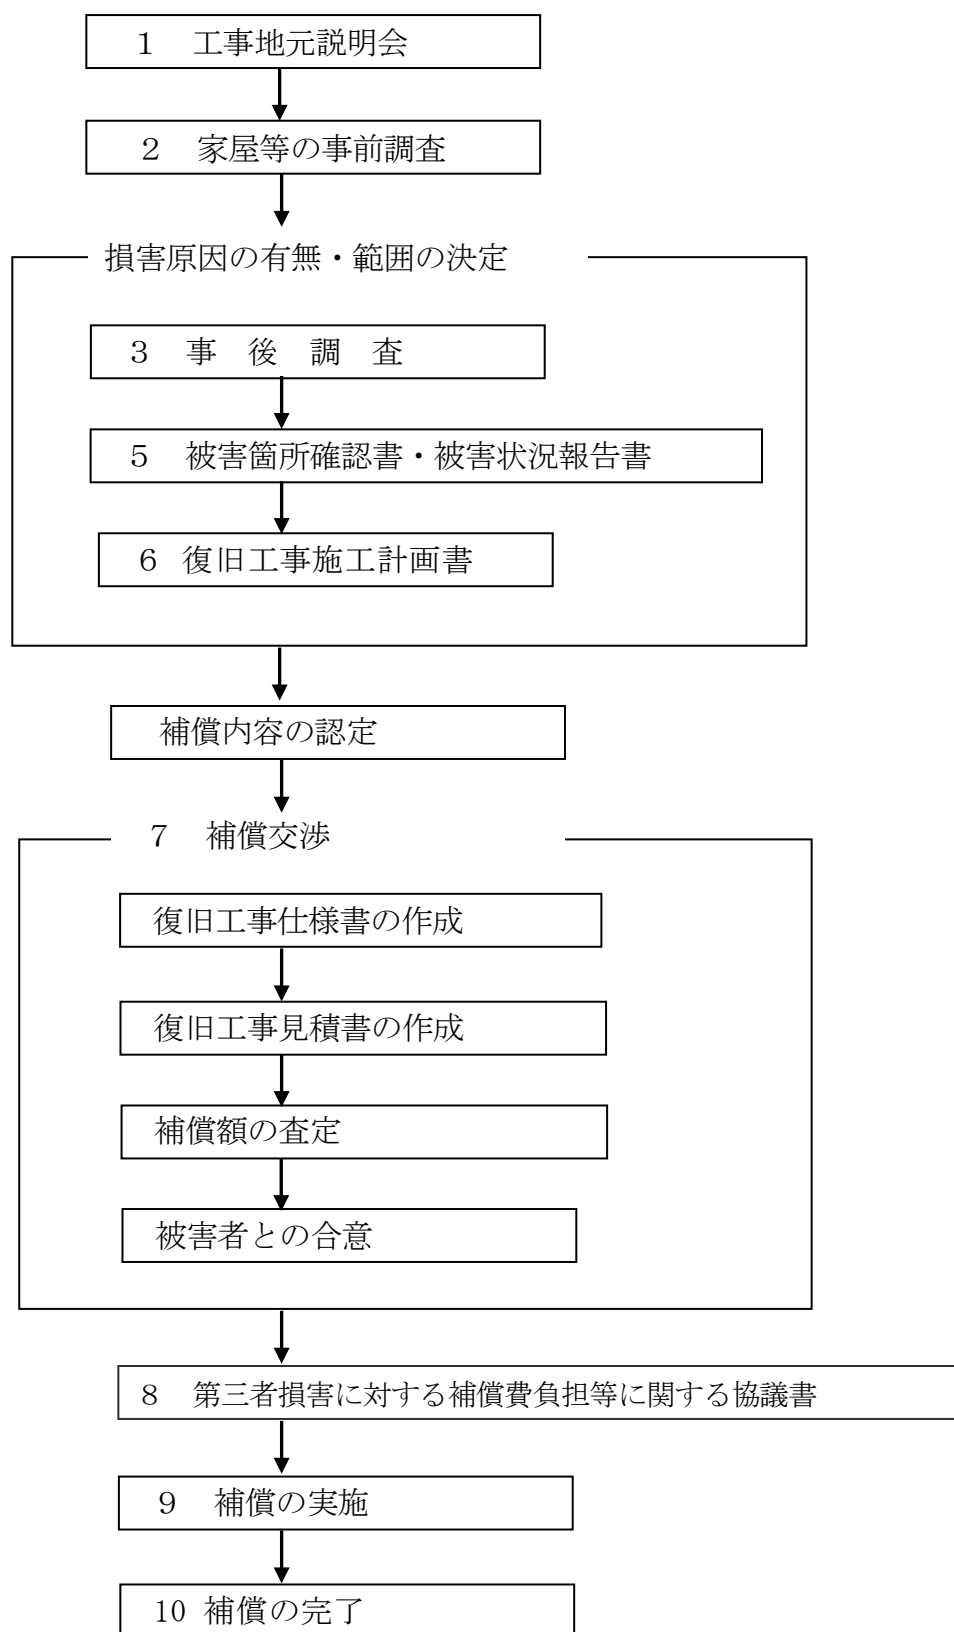 １　工事地元説明会
２　家屋等の事前調査
損害原因の有無・範囲の決定
３　事　後　調　査
５　被害箇所確認書・被害状況報告書
６ 復旧工事施工計画書
補償内容の認定
７　補償交渉
復旧工事仕様書の作成
復旧工事見積書の作成
補償額の査定
被害者との合意
８　第三者損害に対する補償費負担等に関する協議書
９　補償の実施
10 補償の完了